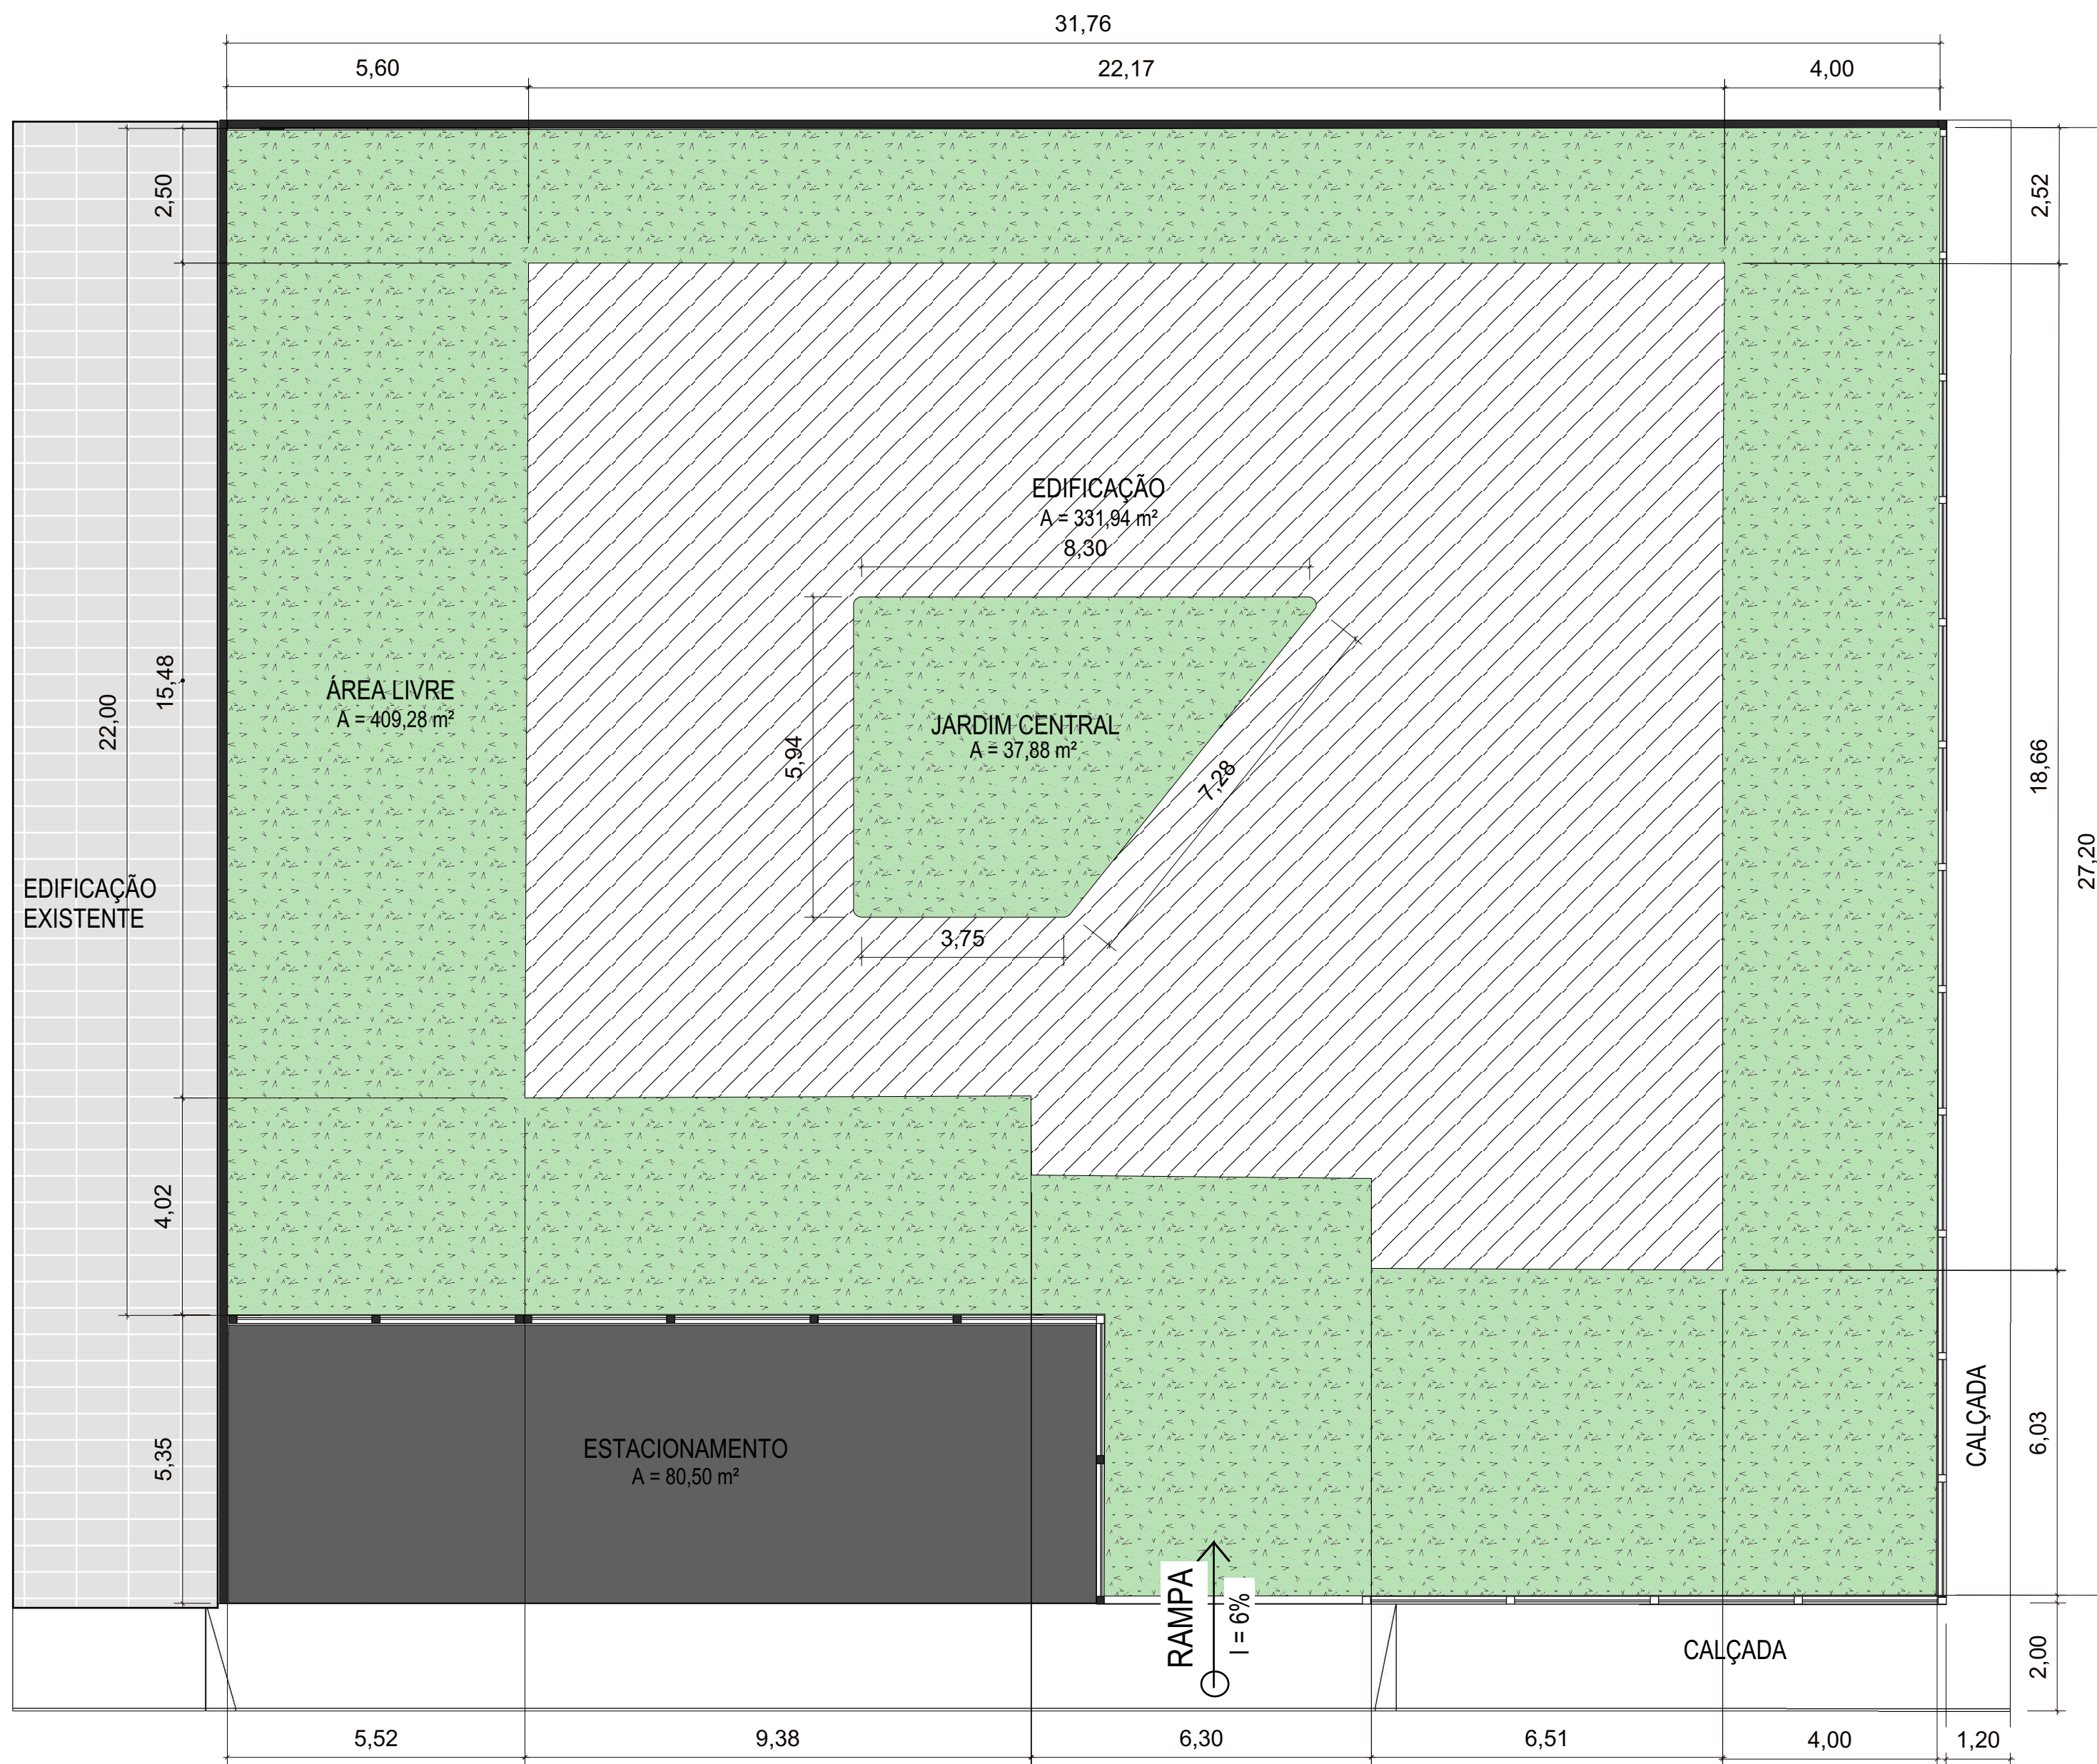 31,76
5,60
22,17
4,00
2,50
2,52
EDIFICAÇÃO
A = 331,94 m²
8,30
15,48
22,00
ÁREA LIVRE
A = 409,28 m²
5,94
JARDIM CENTRAL
A = 37,88 m²
7,28
18,66
27,20
EDIFICAÇÃO
EXISTENTE
3,75
4,02
5,35
ESTACIONAMENTO
A = 80,50 m²
CALÇADA
6,03
RAMPA
I = 6%
CALÇADA
2,00
5,52
9,38
6,30
6,51
4,00
1,20